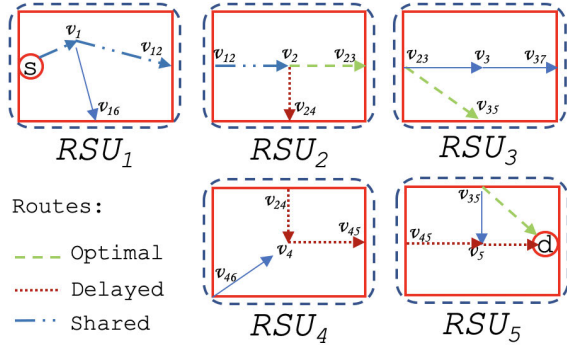 s
v1
v12
v16
RSU1
v12
v2
v23
v24
RSU2
v23
v3
v37
v35
RSU3
Routes:
Optimal
Delayed
Shared
v24
v45
v4
v46
RSU4
v35
v45
v5
d
RSU5